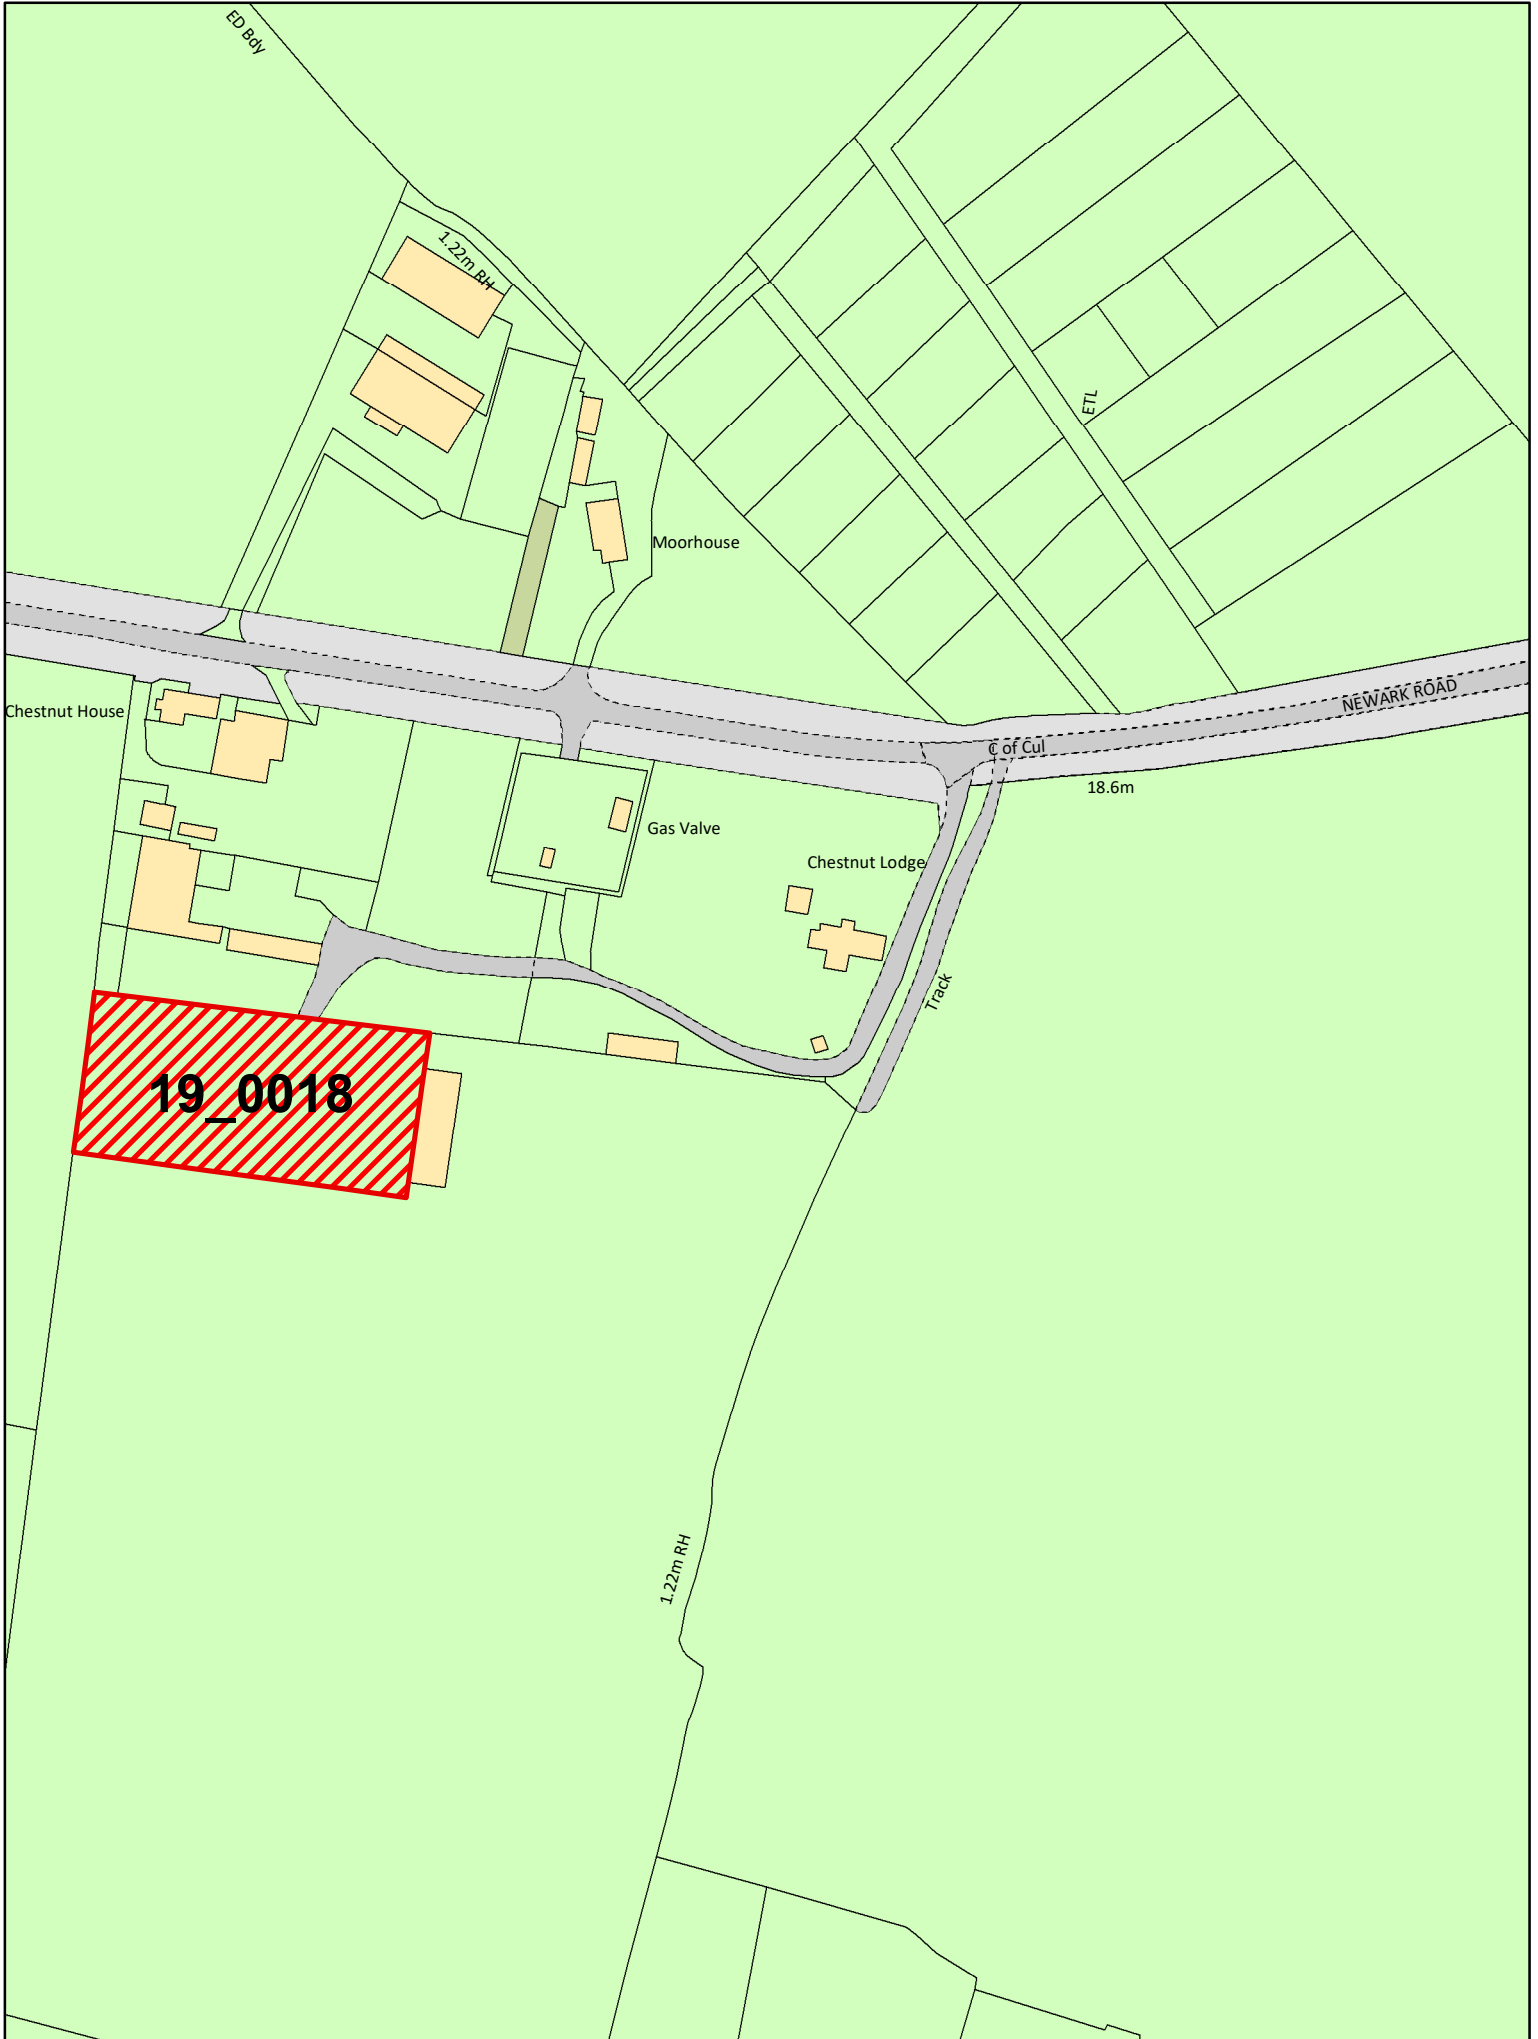 ED Bdy
1.22m RH
ETL
Moorhouse
NEWARK ROAD
Chestnut House
C of Cul
18.6m
Gas Valve
Chestnut Lodge
Track
19_0018
1.22m RH